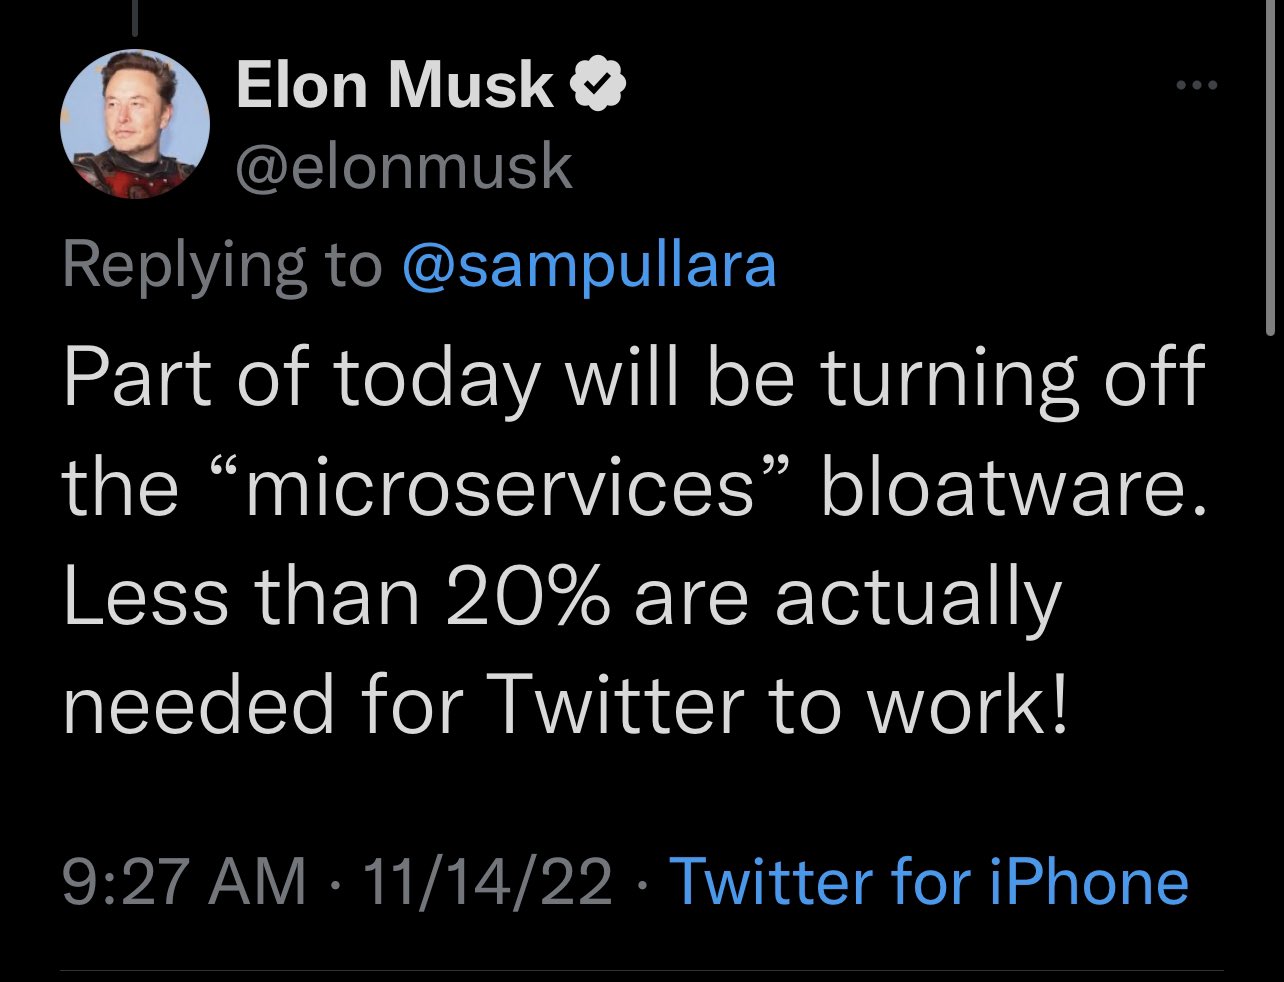 Elon Musk
@elonmusk
Replying to @sampullara
Part of today will be turning off
the “microservices” bloatware.
Less than 20% are actually
needed for Twitter to work!
9:27 AM · 11/14/22 · Twitter for iPhone